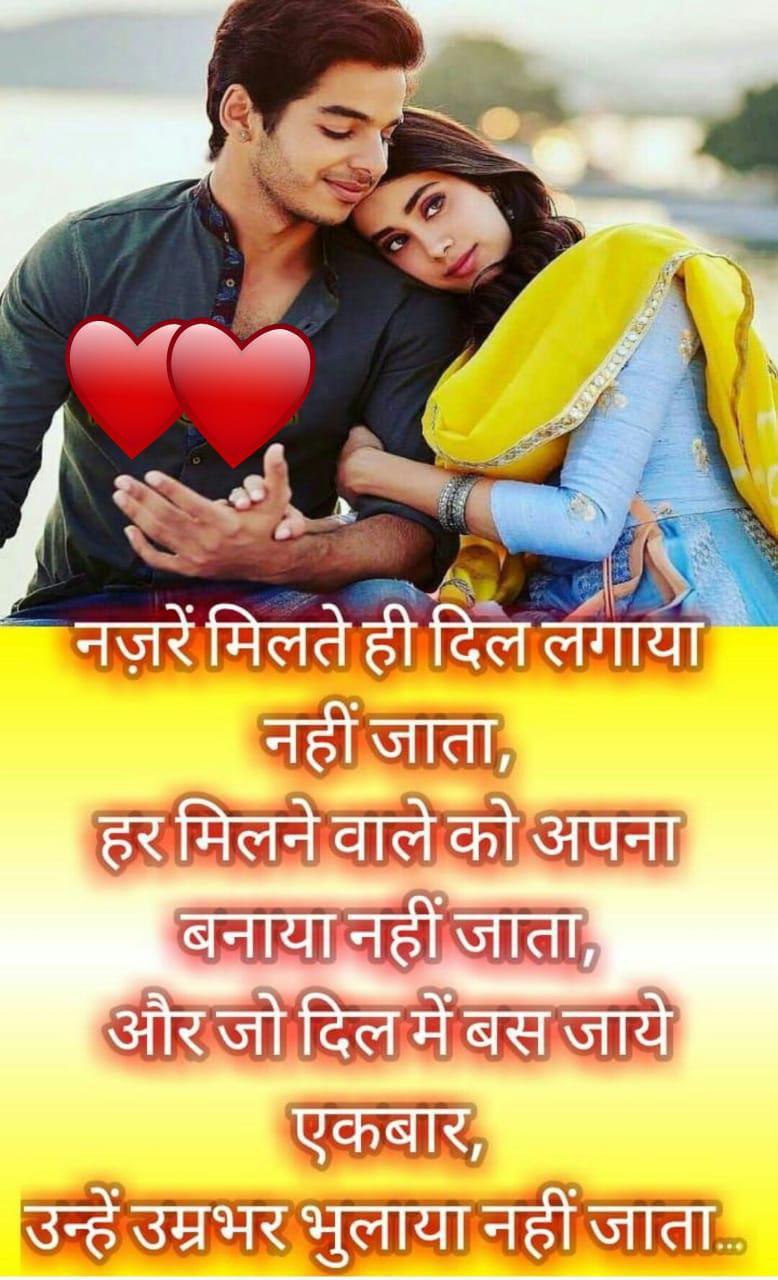 नज़रें मिलते ही दिल लगाया
नहीं जाता,
हर मिलने वाले को अपना
बनाया नहीं जाता,
और जो दिल में बस जाये
एकबार,
उन्हें उम्रभर भुलाया नहीं जाता...